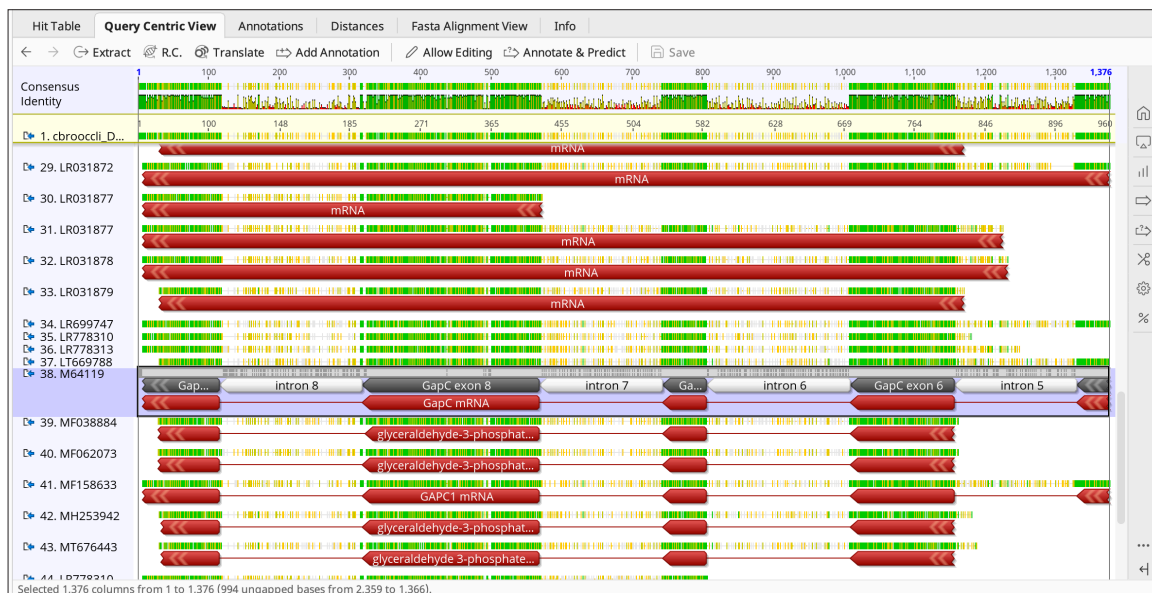 Hit Table Query Centric View Annotations Distances Fasta Alignment View Info
Extract R.C. Translate Add Annotation Allow Editing Annotate & Predict Save
1 100 200 300 400 500 600 700 800 900 1,000 1,100 1,200 1,300 1,376
Consensus
Identity
1 100 148 185 271 365 455 504 582 628 669 764 846 896 960
1. cbrooccli_D...
mRNA
29. LR031872
mRNA
30. LR031877
mRNA
31. LR031877
mRNA
32. LR031878
mRNA
33. LR031879
mRNA
34. LR699747
35. LR778310
36. LR778313
37. LT669788
38. M64119
Gap... intron 8 GapC exon 8 intron 7 Ga... intron 6 GapC exon 6 intron 5
GapC mRNA
39. MF038884
glyceraldehyde-3-phosphat...
40. MF062073
glyceraldehyde-3-phosphat...
41. MF158633
GAPC1 mRNA
42. MH253942
glyceraldehyde-3-phosphat...
43. MT676443
glyceraldehyde 3-phosphate...
44. LR778310
Selected 1,376 columns from 1 to 1,376 (994 ungapped bases from 2,359 to 1,366).